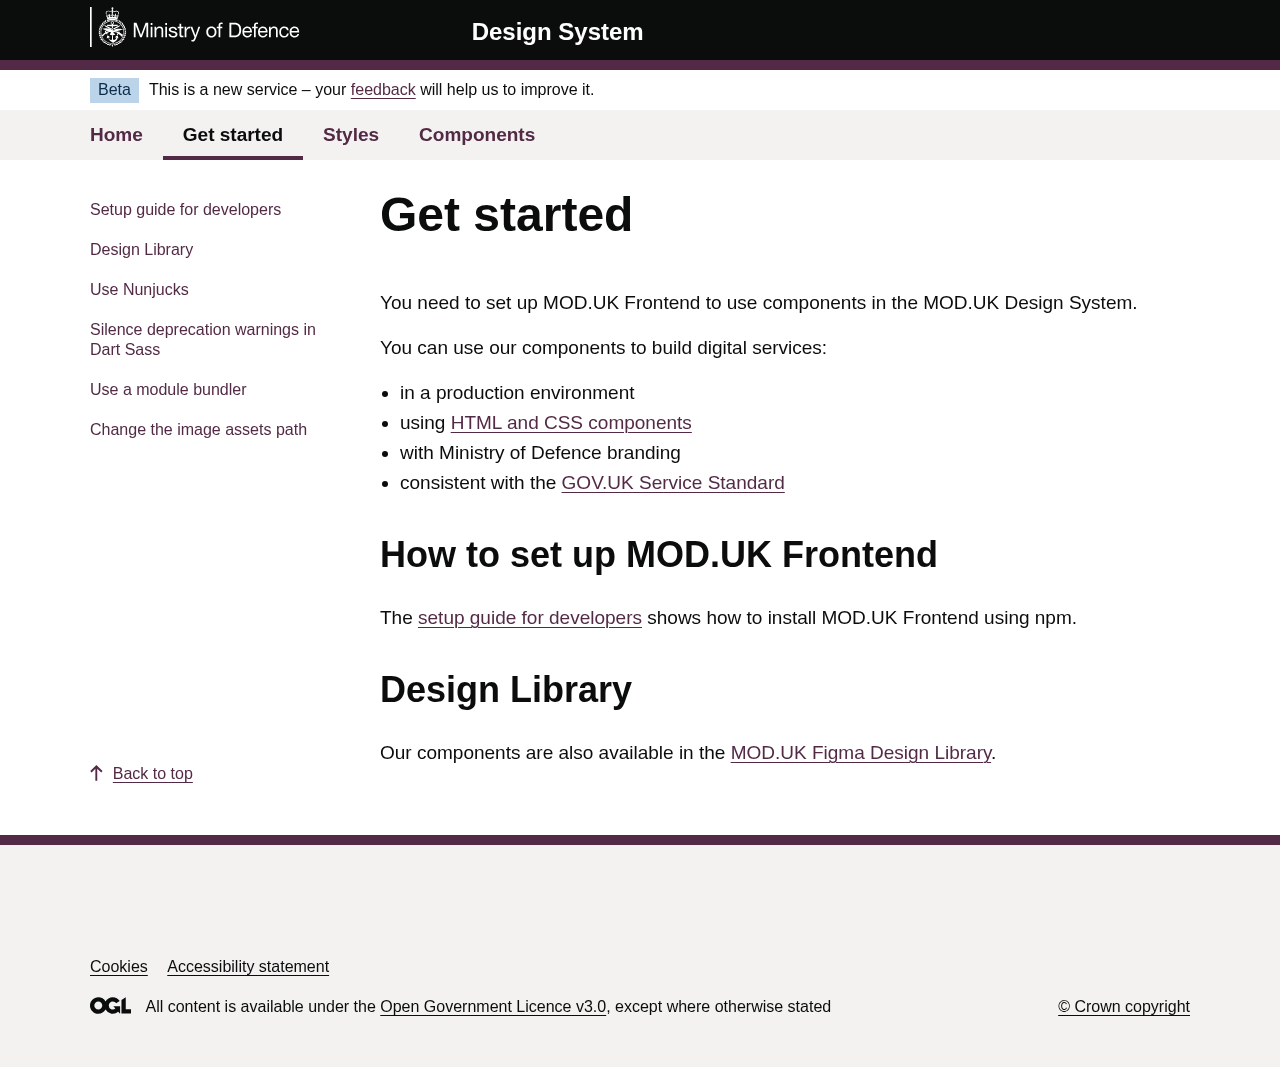 Ministry of Defence
Design System
Beta
This is a new service – your feedback will help us to improve it.
Home
Get started
Styles
Components
Setup guide for developers
Design Library
Use Nunjucks
Silence deprecation warnings in
Dart Sass
Use a module bundler
Change the image assets path
Get started
You need to set up MOD.UK Frontend to use components in the MOD.UK Design System.
You can use our components to build digital services:
in a production environment
using HTML and CSS components
with Ministry of Defence branding
consistent with the GOV.UK Service Standard
How to set up MOD.UK Frontend
The setup guide for developers shows how to install MOD.UK Frontend using npm.
Design Library
Our components are also available in the MOD.UK Figma Design Library.
Back to top
Cookies
Accessibility statement
OGL
All content is available under the Open Government Licence v3.0, except where otherwise stated
© Crown copyright